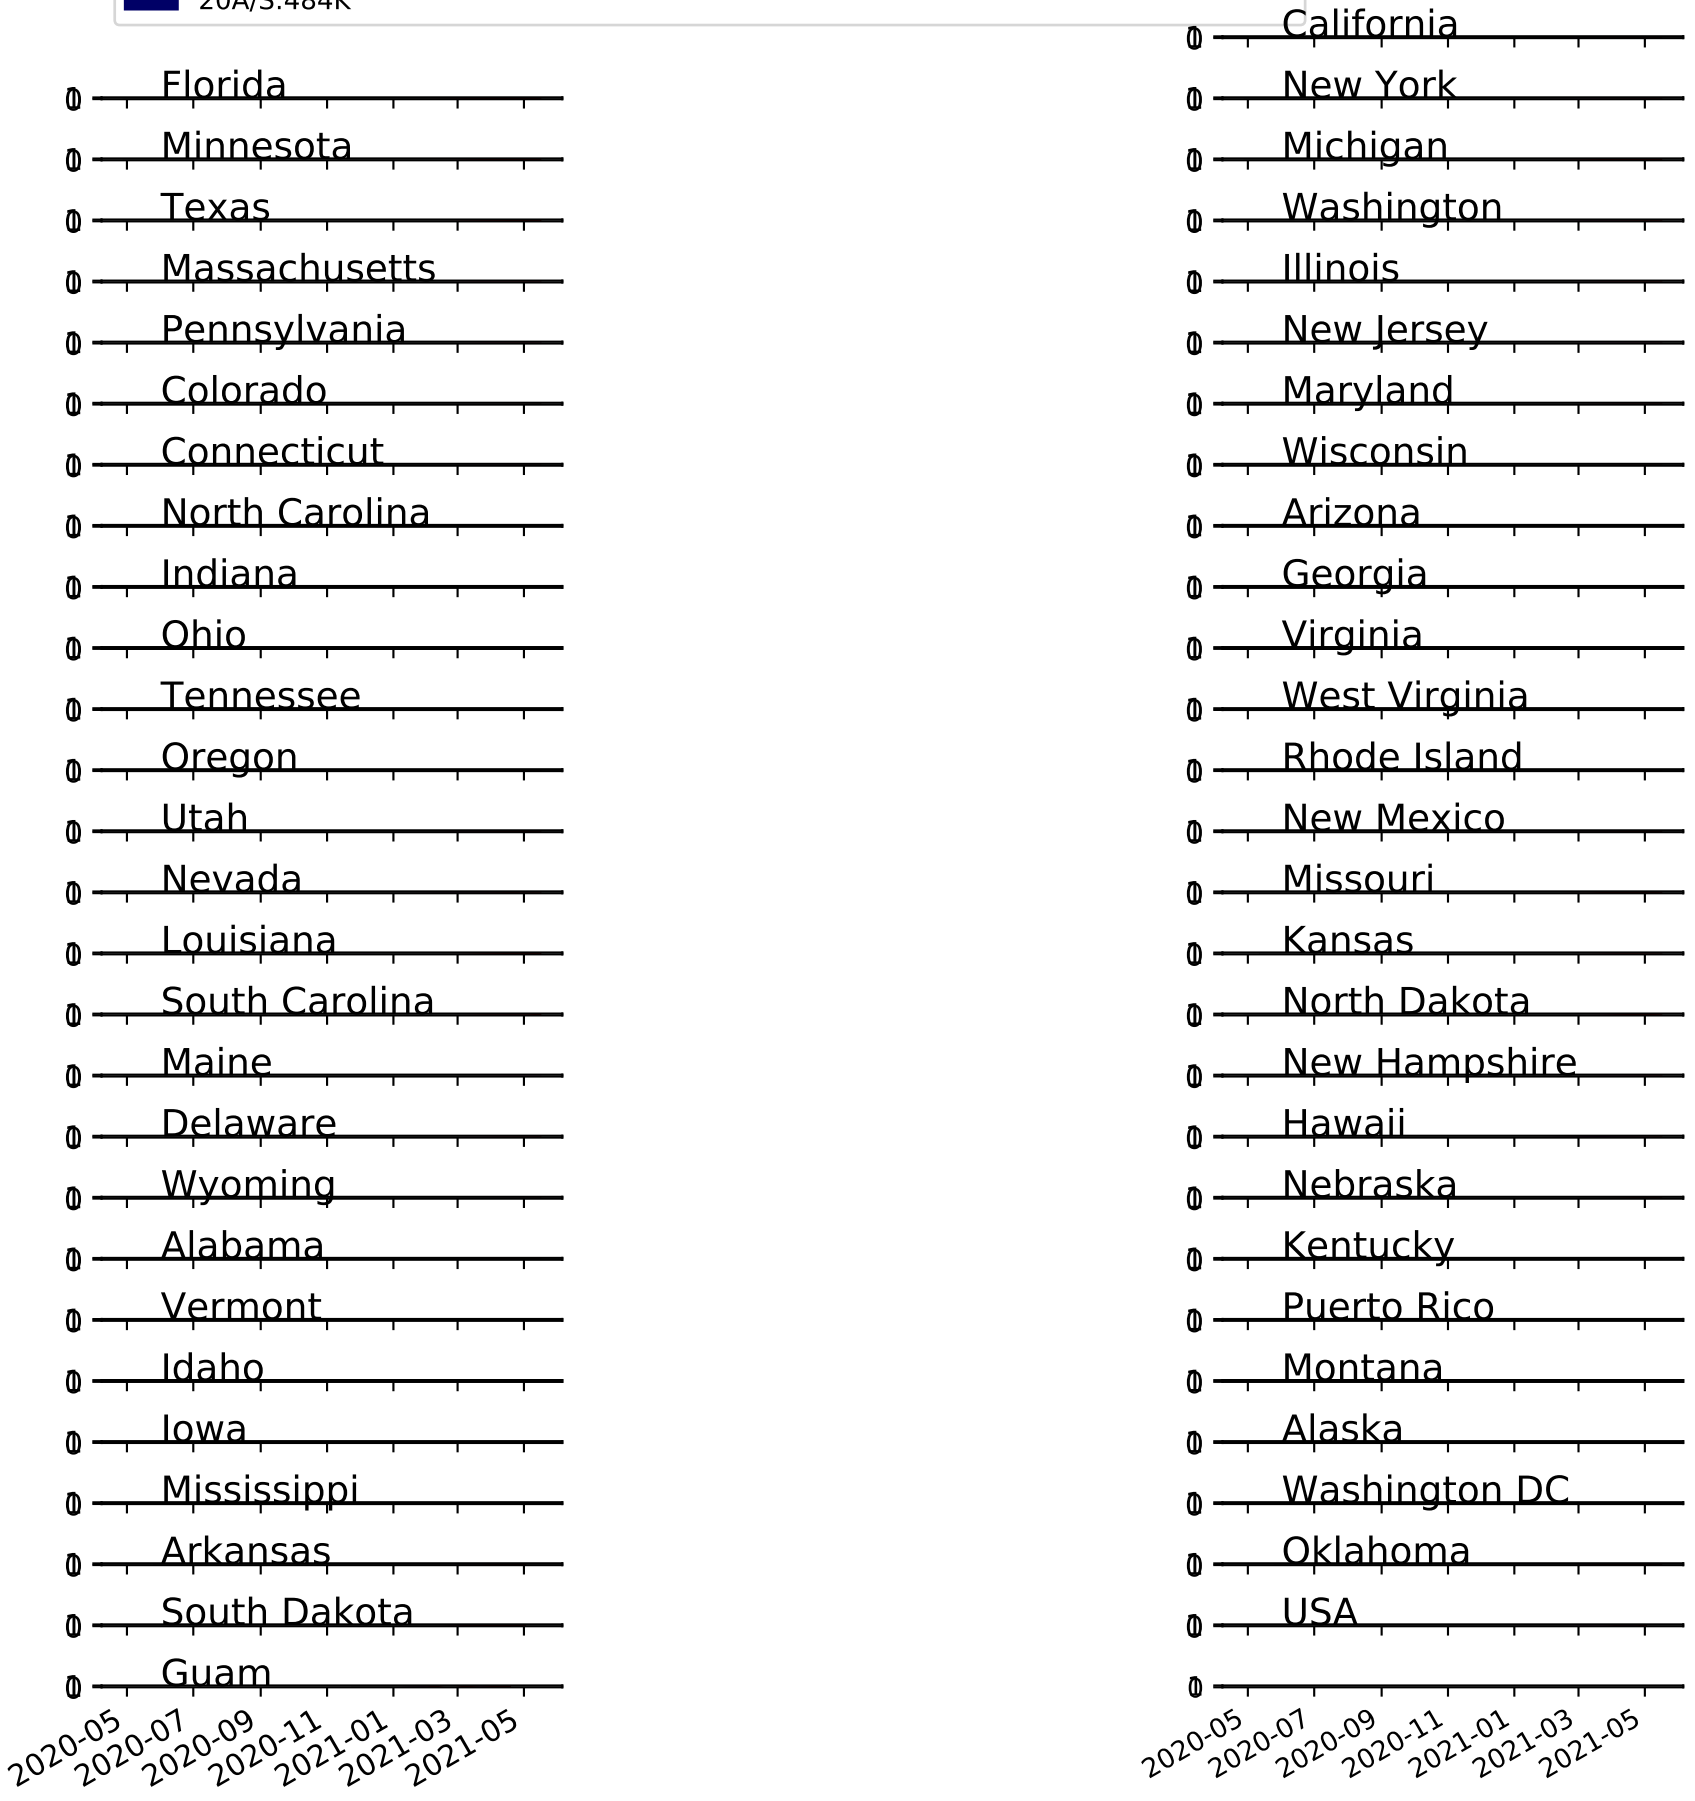 20A/S:484K
Florida
Minnesota
Texas
Massachusetts
Pennsylvania
Colorado
Connecticut
North Carolina
Indiana
Ohio
Tennessee
Oregon
Utah
Nevada
Louisiana
South Carolina
Maine
Delaware
Wyoming
Alabama
Vermont
Idaho
Iowa
Mississippi
Arkansas
South Dakota
Guam
2020-05
2020-07
2020-09
2020-11
2021-01
2021-03
2021-05
California
New York
Michigan
Washington
Illinois
New Jersey
Maryland
Wisconsin
Arizona
Georgia
Virginia
West Virginia
Rhode Island
New Mexico
Missouri
Kansas
North Dakota
New Hampshire
Hawaii
Nebraska
Kentucky
Puerto Rico
Montana
Alaska
Washington DC
Oklahoma
USA
2020-05
2020-07
2020-09
2020-11
2021-01
2021-03
2021-05